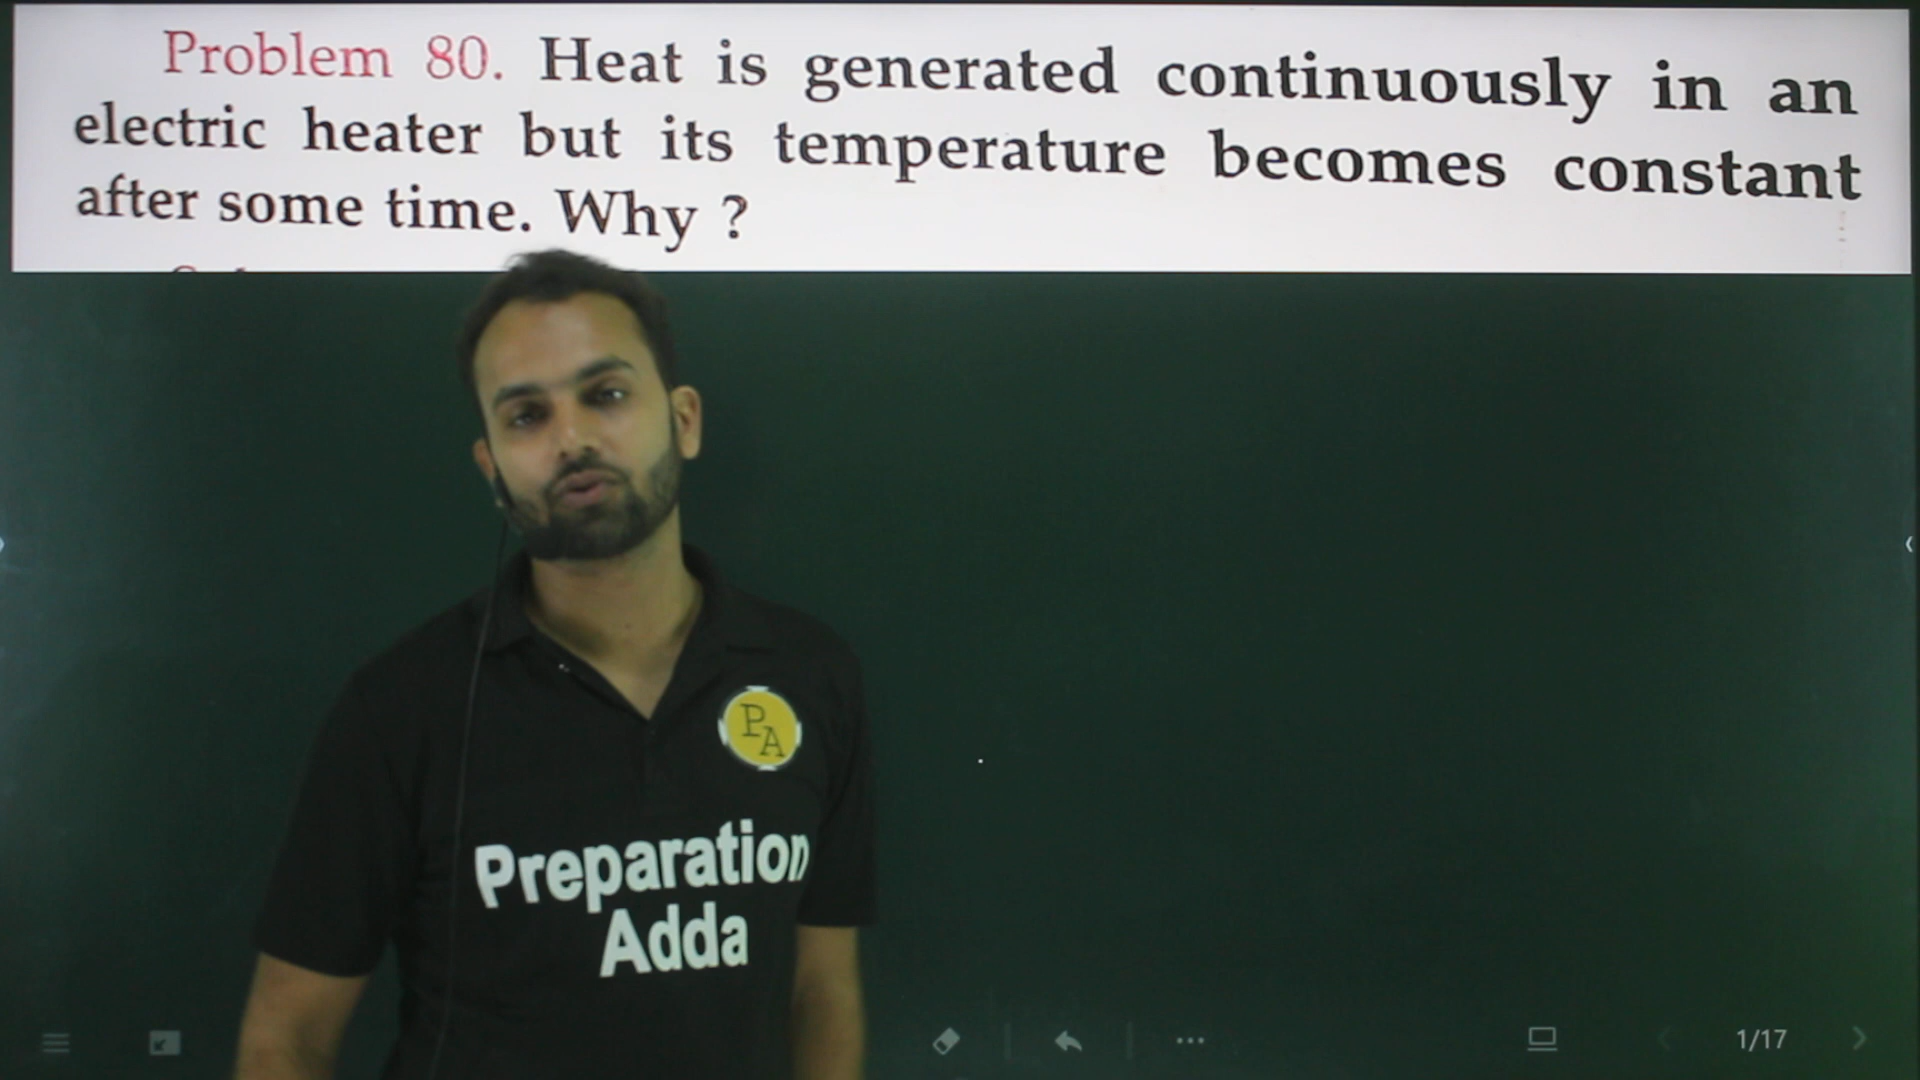 Problem 80. Heat is generated continuously in an
electric heater but its temperature becomes constant
after some time. Why ?
PA
Preparation
Adda
1/17